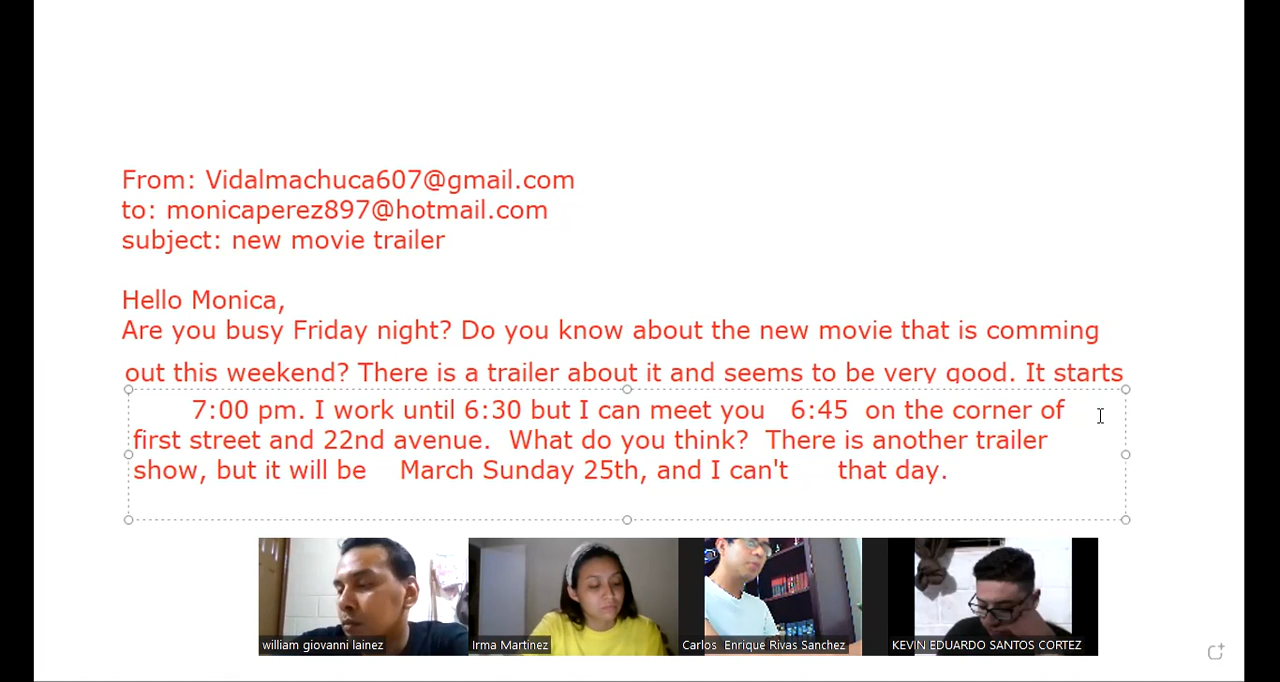 From: Vidalmachuca607@gmail.com
to: monicaperez897@hotmail.com
subject: new movie trailer
Hello Monica,
Are you busy Friday night? Do you know about the new movie that is comming
out this weekend? There is a trailer about it and seems to be very good. It starts
7:00 pm. I work until 6:30 but I can meet you 6:45 on the corner of
first street and 22nd avenue. What do you think? There is another trailer
show, but it will be March Sunday 25th, and I can't that day.
william giovanni lainez
Irma Martinez
Carlos Enrique Rivas Sanchez
KEVIN EDUARDO SANTOS CORTEZ